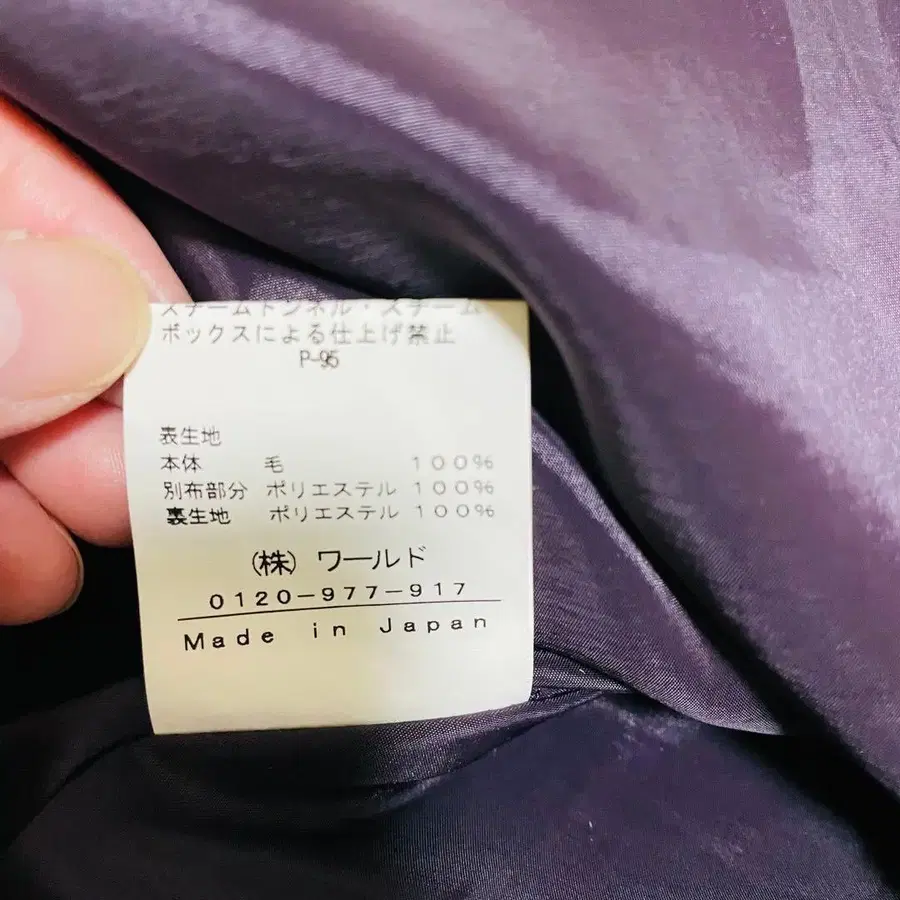 スチームトンネル・スチーム
ボックスによる仕上げ禁止
P-95
表生地
本体 毛 100%
別布部分 ポリエステル 100%
裏生地 ポリエステル 100%
(株) ワールド
0120-977-917
Made in Japan